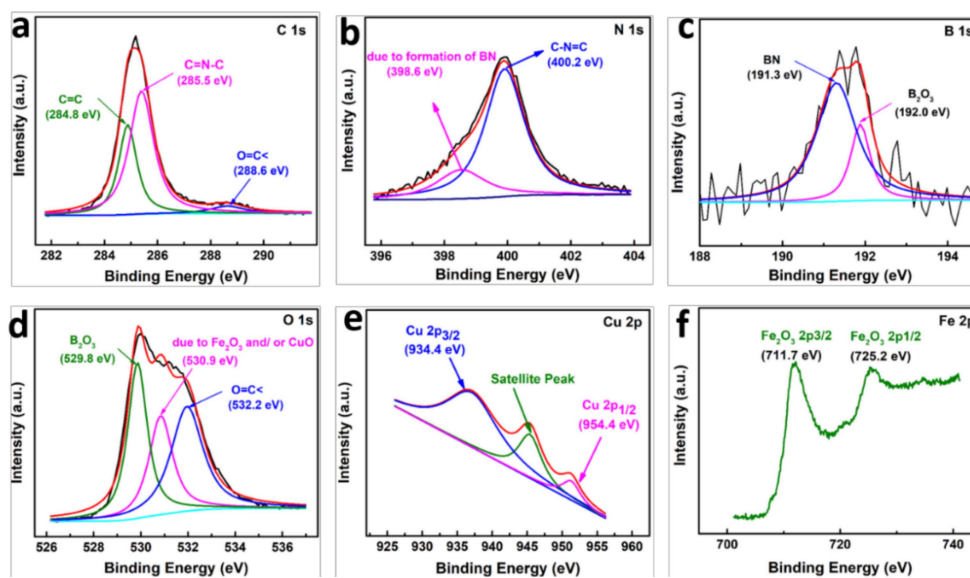 a
C 1s
C=N-C
(285.5 eV)
C=C
(284.8 eV)
O=C<
(288.6 eV)
Intensity (a.u.)
282 284 286 288 290
Binding Energy (eV)
b
N 1s
due to formation of BN
(398.6 eV)
C-N=C
(400.2 eV)
Intensity (a.u.)
396 398 400 402 404
Binding Energy (eV)
c
B 1s
BN
(191.3 eV)
B₂O₃
(192.0 eV)
Intensity (a.u.)
188 190 192 194
Binding Energy (eV)
d
O 1s
B₂O₃
(529.8 eV)
due to Fe₂O₃ and/ or CuO
(530.9 eV)
O=C<
(532.2 eV)
Intensity (a.u.)
526 528 530 532 534 536
Binding Energy (eV)
e
Cu 2p
Cu 2p₃/₂
(934.4 eV)
Satellite Peak
Cu 2p₁/₂
(954.4 eV)
Intensity (a.u.)
925 930 935 940 945 950 955 960
Binding Energy (eV)
f
Fe 2p
Fe₂O₃ 2p3/2
(711.7 eV)
Fe₂O₃ 2p1/2
(725.2 eV)
Intensity (a.u.)
700 720 740
Binding Energy (eV)